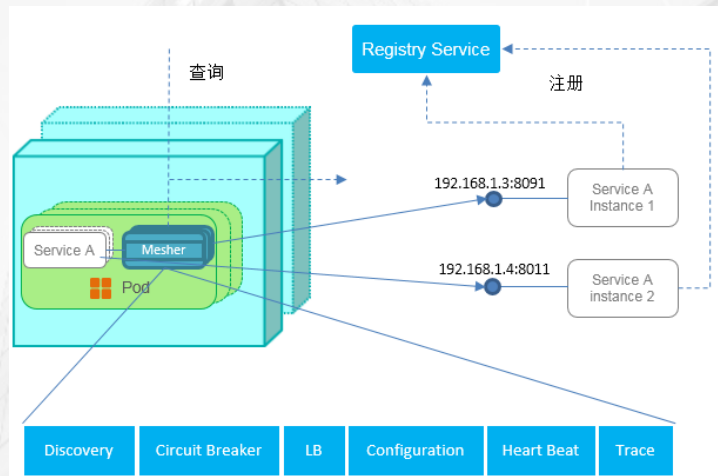 Registry Service
查询
注册
192.168.1.3:8091
Service A
Instance 1
Service A
Mesher
192.168.1.4:8011
Service A
instance 2
Pod
Discovery
Circuit Breaker
LB
Configuration
Heart Beat
Trace